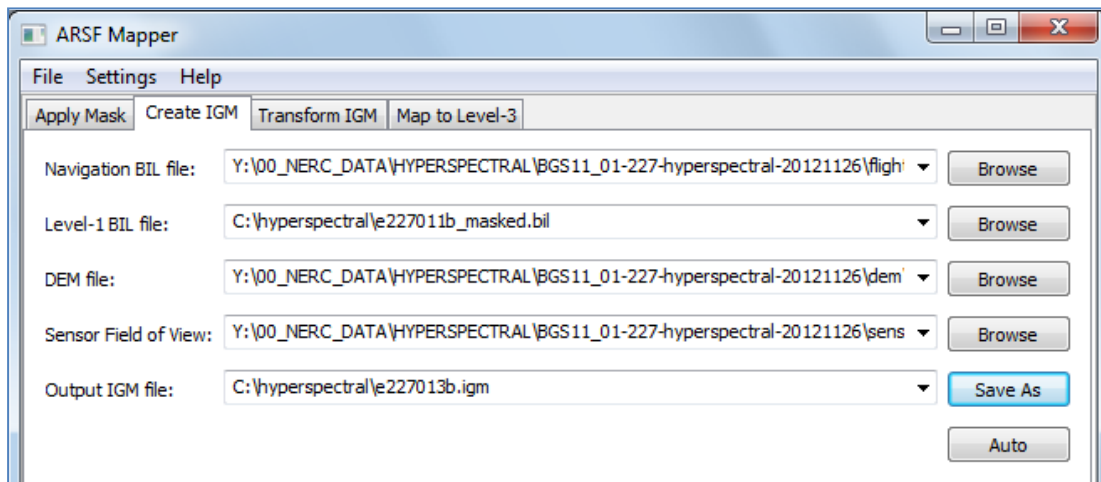 ARSF Mapper
File Settings Help
Apply Mask Create IGM Transform IGM Map to Level-3
Navigation BIL file: Y:\00_NERC_DATA\HYPERSPECTRAL\BGS11_01-227-hyperspectral-20121126\flight Browse
Level-1 BIL file: C:\hyperspectral\e227011b_masked.bil Browse
DEM file: Y:\00_NERC_DATA\HYPERSPECTRAL\BGS11_01-227-hyperspectral-20121126\dem\ Browse
Sensor Field of View: Y:\00_NERC_DATA\HYPERSPECTRAL\BGS11_01-227-hyperspectral-20121126\sens Browse
Output IGM file: C:\hyperspectral\e227013b.igm Save As
Auto